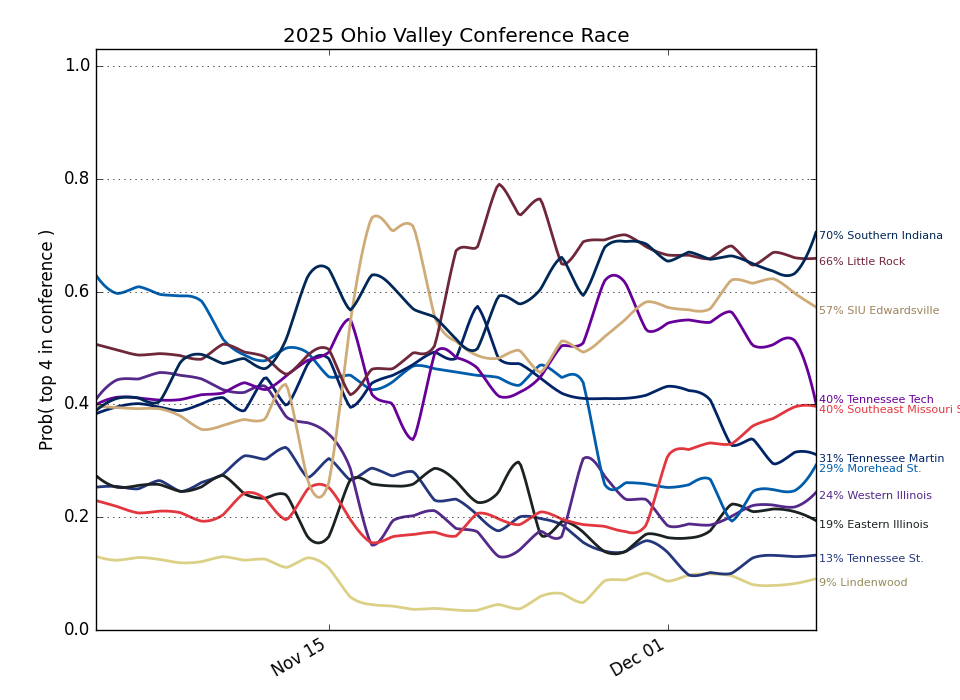 2025 Ohio Valley Conference Race
Prob( top 4 in conference )
1.0
0.8
0.6
0.4
0.2
0.0
Nov 15
Dec 01
70% Southern Indiana
66% Little Rock
57% SIU Edwardsville
40% Tennessee Tech
40% Southeast Missouri S
31% Tennessee Martin
29% Morehead St.
24% Western Illinois
19% Eastern Illinois
13% Tennessee St.
9% Lindenwood